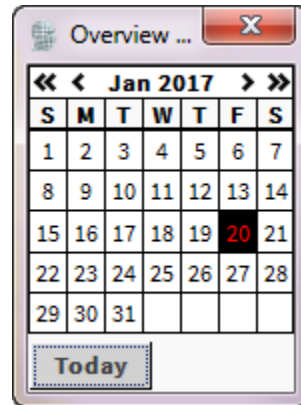 Overview ... X
« < Jan 2017 > »
S M T W T F S
1 2 3 4 5 6 7
8 9 10 11 12 13 14
15 16 17 18 19 20 21
22 23 24 25 26 27 28
29 30 31
Today